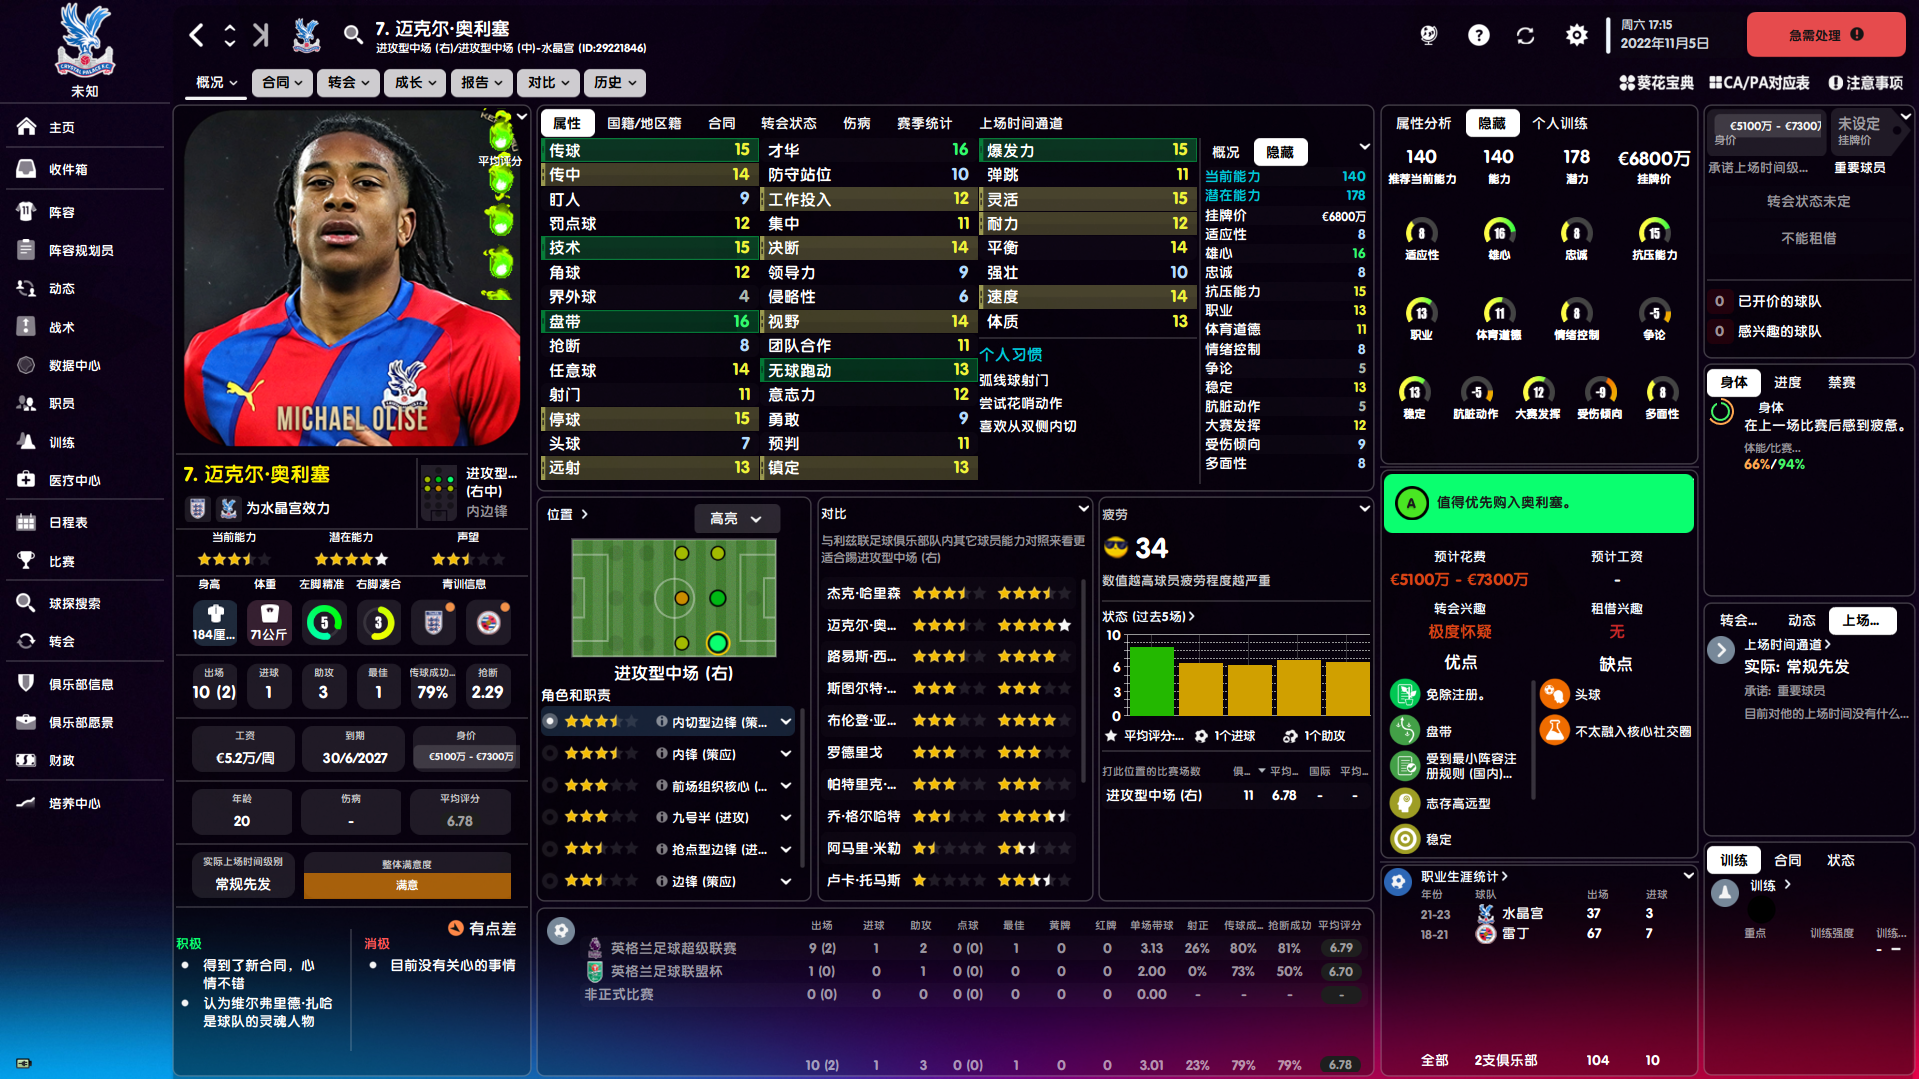 7. 迈克尔·奥利塞
进攻型中场 (右)/进攻型中场 (中)-水晶宫 (ID:29221846)
周六 17:15
2022年11月5日
急需处理
概况
合同
转会
成长
报告
对比
历史
葵花宝典
CA/PA对应表
注意事项
未知
主页
收件箱
阵容
阵容规划员
动态
战术
数据中心
职员
训练
医疗中心
日程表
比赛
球探搜索
转会
俱乐部信息
俱乐部愿景
财政
培养中心
平均评分
MICHAEL OLISE
7. 迈克尔·奥利塞
为水晶宫效力
进攻型...
(右中)
内边锋
当前能力
潜在能力
声望
身高
体重
左脚精准
右脚凑合
青训信息
184厘...
71公斤
5
3
出场
进球
助攻
最佳
传球成功...
抢断
10 (2)
1
3
1
79%
2.29
工资
到期
身价
€5.2万/周
30/6/2027
€5100万 - €7300万
年龄
伤病
平均评分
20
-
6.78
实际上场时间级别
常规先发
整体满意度
满意
有点差
积极
得到了新合同，心
情不错
认为维尔弗里德·扎哈
是球队的灵魂人物
消极
目前没有关心的事情
属性
国籍/地区籍
合同
转会状态
伤病
赛季统计
上场时间通道
传球 15
传中 14
盯人 9
罚点球 12
技术 15
角球 12
界外球 4
盘带 16
抢断 8
任意球 14
射门 11
停球 15
头球 7
远射 13
才华 16
防守站位 10
工作投入 12
集中 11
决断 14
领导力 9
侵略性 6
视野 14
团队合作 11
无球跑动 13
意志力 12
勇敢 9
预判 11
镇定 13
爆发力 15
弹跳 11
灵活 15
耐力 12
平衡 14
强壮 10
速度 14
体质 13
个人习惯
弧线球射门
尝试花哨动作
喜欢从双侧内切
概况
隐藏
当前能力 140
潜在能力 178
挂牌价 €6800万
适应性 8
雄心 16
忠诚 8
抗压能力 15
职业 13
体育道德 11
情绪控制 8
争论 5
稳定 13
肮脏动作 5
大赛发挥 12
受伤倾向 9
多面性 8
位置
高亮
进攻型中场 (右)
角色和职责
内切型边锋 (策...
内锋 (策应)
前场组织核心 (...
九号半 (进攻)
抢点型边锋 (进...
边锋 (策应)
对比
与利兹联足球俱乐部队内其它球员能力对照来看更
适合踢进攻型中场 (右)
杰克·哈里森
迈克尔·奥...
路易斯·西...
斯图尔特·...
布伦登·亚...
罗德里戈
帕特里克·...
乔·格尔哈特
阿马里·米勒
卢卡·托马斯
疲劳
34
数值越高球员疲劳程度越严重
状态 (过去5场)
10
6
3
0
平均评分:...
1个进球
1个助攻
打此位置的比赛场数
俱...
平均...
国际
平均...
进攻型中场 (右) 11 6.78 - -
出场 进球 助攻 点球 最佳 黄牌 红牌 单场带球 射正 传球成... 抢断成功 平均评分
英格兰足球超级联赛 9 (2) 1 2 0 (0) 1 0 0 3.13 26% 80% 81% 6.79
英格兰足球联盟杯 1 (0) 0 1 0 (0) 0 0 0 2.00 0% 73% 50% 6.70
非正式比赛 0 (0) 0 0 0 (0) 0 0 0 0.00 - - - -
10 (2) 1 3 0 (0) 1 0 0 3.01 23% 79% 79% 6.78
属性分析
隐藏
个人训练
140
140
178
€6800万
推荐当前能力
能力
潜力
挂牌价
8
16
8
15
适应性
雄心
忠诚
抗压能力
13
11
8
-5
职业
体育道德
情绪控制
争论
13
-5
12
-9
8
稳定
肮脏动作
大赛发挥
受伤倾向
多面性
A
值得优先购入奥利塞。
预计花费
预计工资
€5100万 - €7300万
-
转会兴趣
租借兴趣
极度怀疑
无
优点
缺点
免除注册。
盘带
受到最小阵容注
册规则 (国内)...
志存高远型
稳定
头球
不太融入核心社交圈
职业生涯统计
年份 球队 出场 进球
21-23 水晶宫 37 3
18-21 雷丁 67 7
全部 2支俱乐部 104 10
€5100万 - €7300万
身价
未设定
挂牌价
承诺上场时间级...
重要球员
转会状态未定
不能租借
0 已开价的球队
0 感兴趣的球队
身体
进度
禁赛
身体
在上一场比赛后感到疲惫。
体能/比赛...
66%/94%
转会...
动态
上场...
上场时间通道
实际: 常规先发
承诺: 重要球员
目前对他的上场时间没有什么...
训练
合同
状态
训练
重点
训练强度
训练...
- -